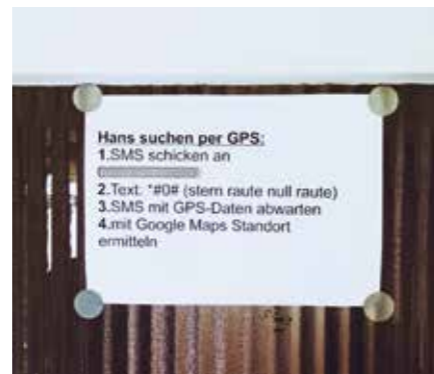 Hans suchen per GPS:
1.SMS schicken an
2.Text: *#0# (stern raute null raute)
3.SMS mit GPS-Daten abwarten
4.mit Google Maps Standort
ermitteln